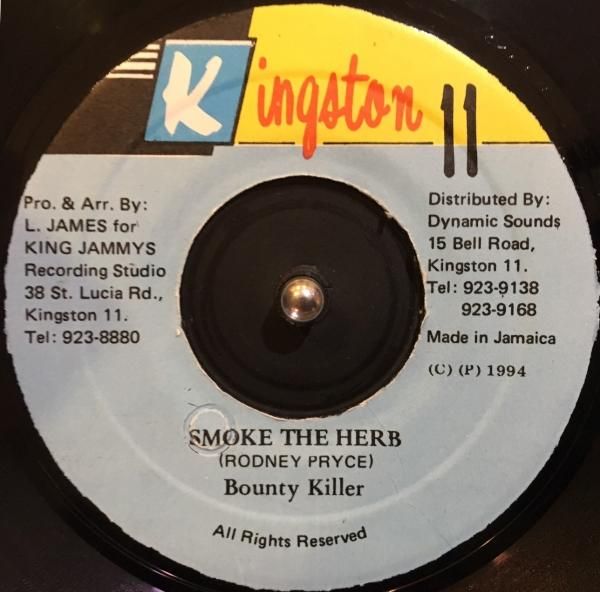 Kingston 11
Pro. & Arr. By:
L. JAMES for
KING JAMMYS
Recording Studio
38 St. Lucia Rd.,
Kingston 11.
Tel: 923-8880
Distributed By:
Dynamic Sounds
15 Bell Road,
Kingston 11.
Tel: 923-9138
923-9168
Made in Jamaica
(C) (P) 1994
SMOKE THE HERB
(RODNEY PRYCE)
Bounty Killer
All Rights Reserved